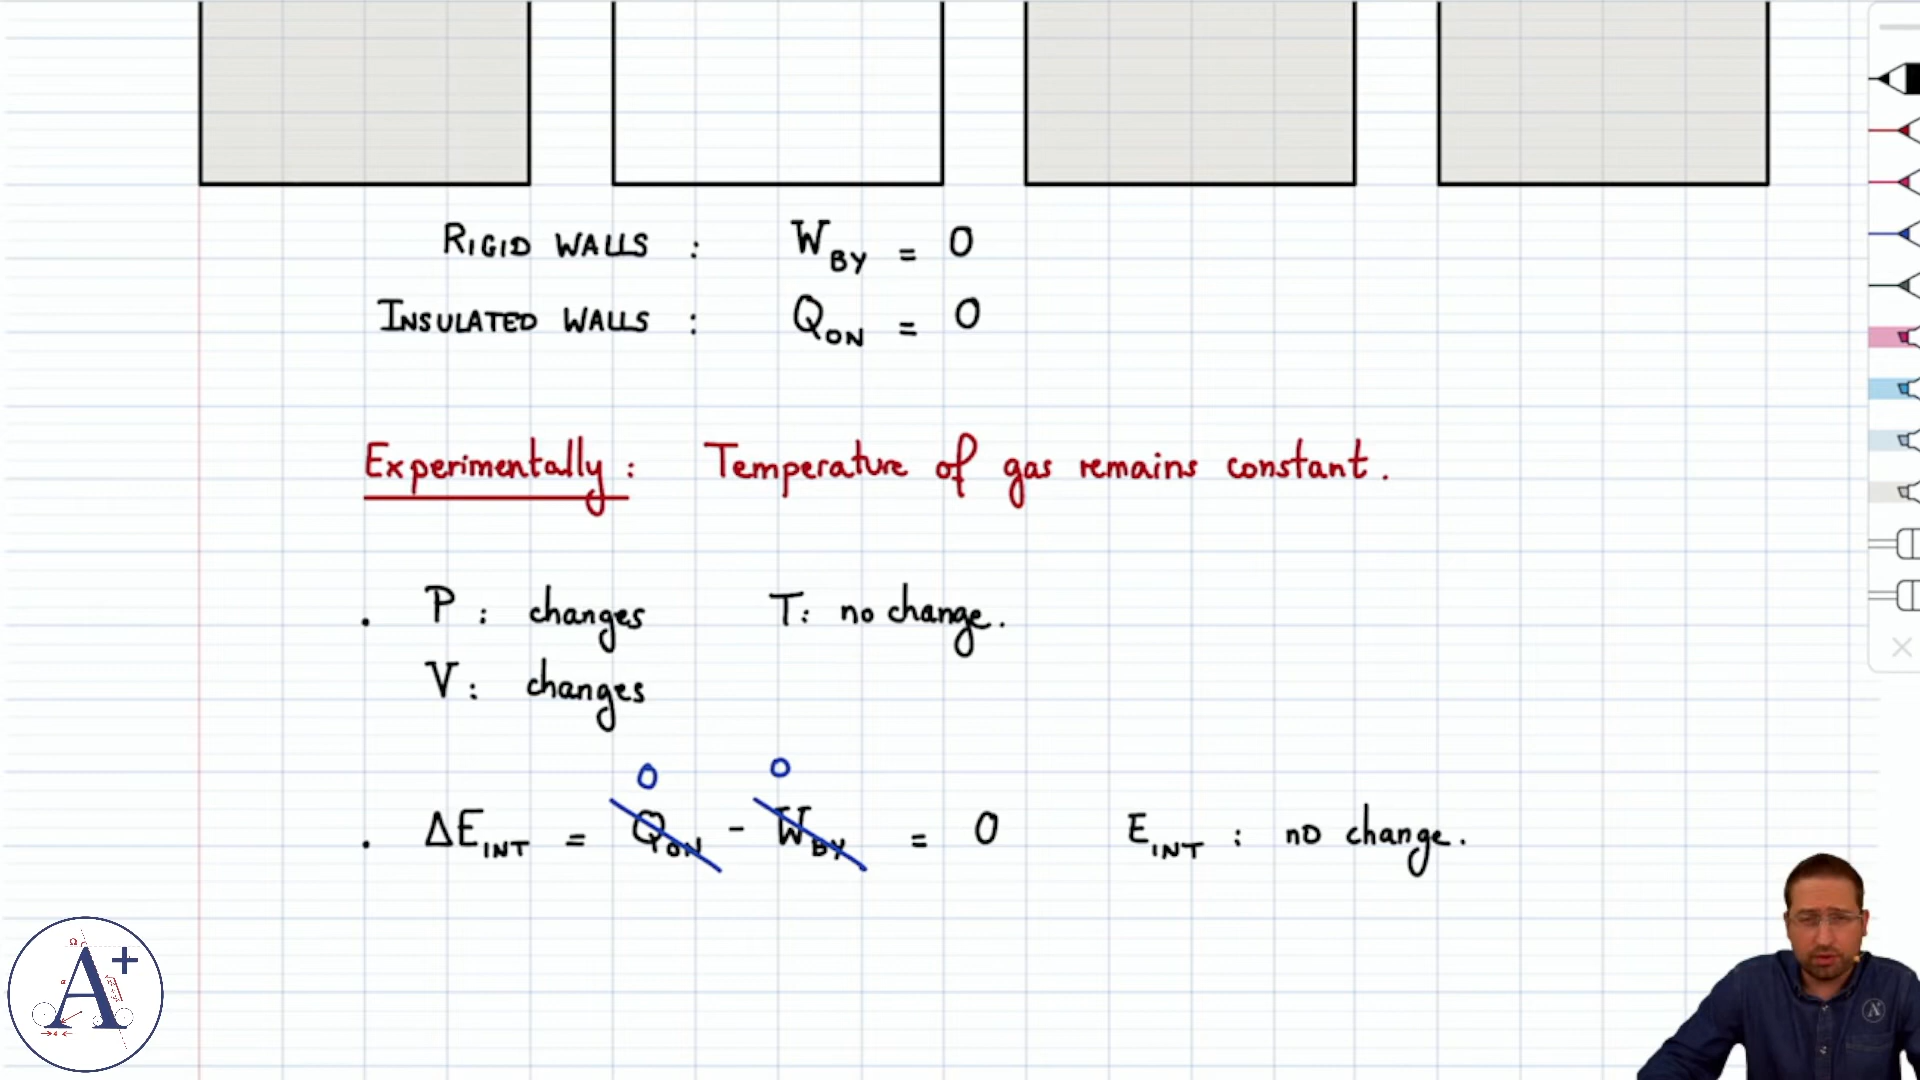 RIGID WALLS : W_BY = 0
INSULATED WALLS : Q_ON = 0
Experimentally : Temperature of gas remains constant.
. P : changes T : no change.
V : changes
0 0
. ΔE_INT = Q_ON - W_BY = 0 E_INT : no change.
A+